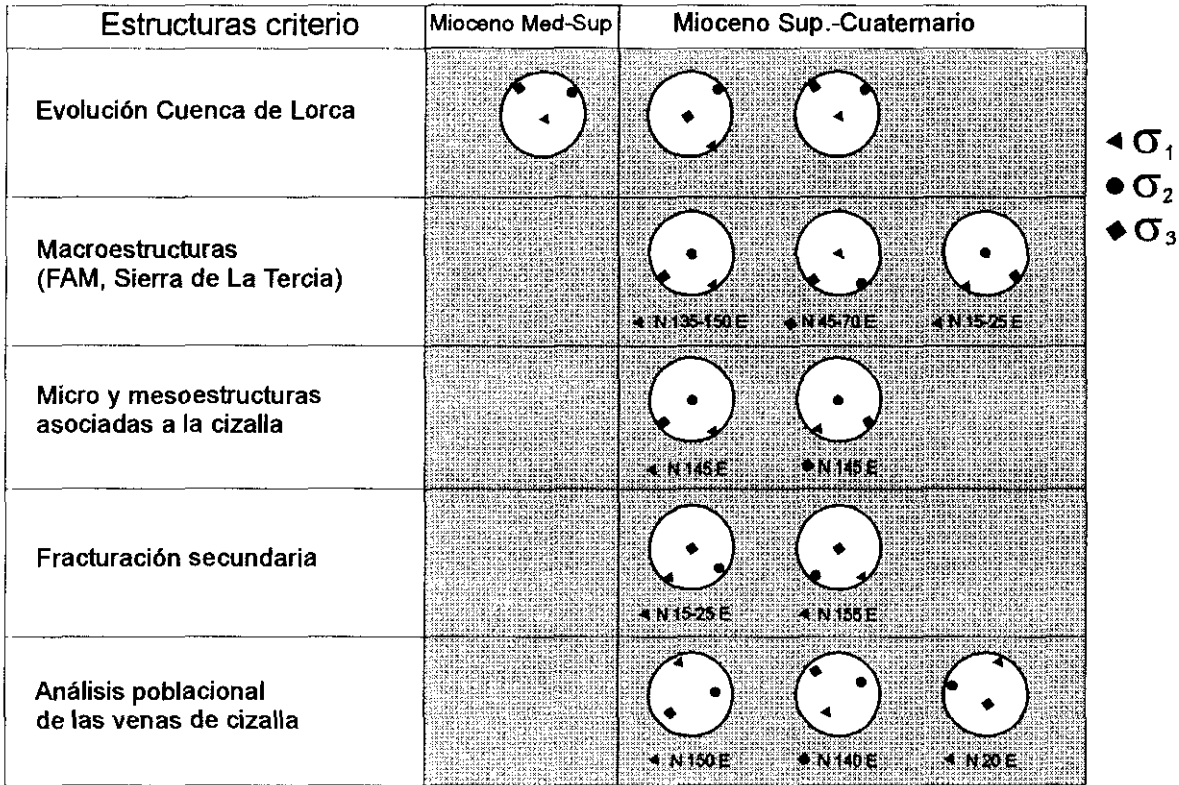 Estructuras criterio
Mioceno Med-Sup
Mioceno Sup.-Cuaternario
Evolución Cuenca de Lorca
σ1
σ2
σ3
Macroestructuras
(FAM, Sierra de La Tercia)
N 135-150 E
N 45-70 E
N 15-25 E
Micro y mesoestructuras
asociadas a la cizalla
N 145 E
N 145 E
Fracturación secundaria
N 15-25 E
N 155 E
Análisis poblacional
de las venas de cizalla
N 150 E
N 140 E
N 20 E